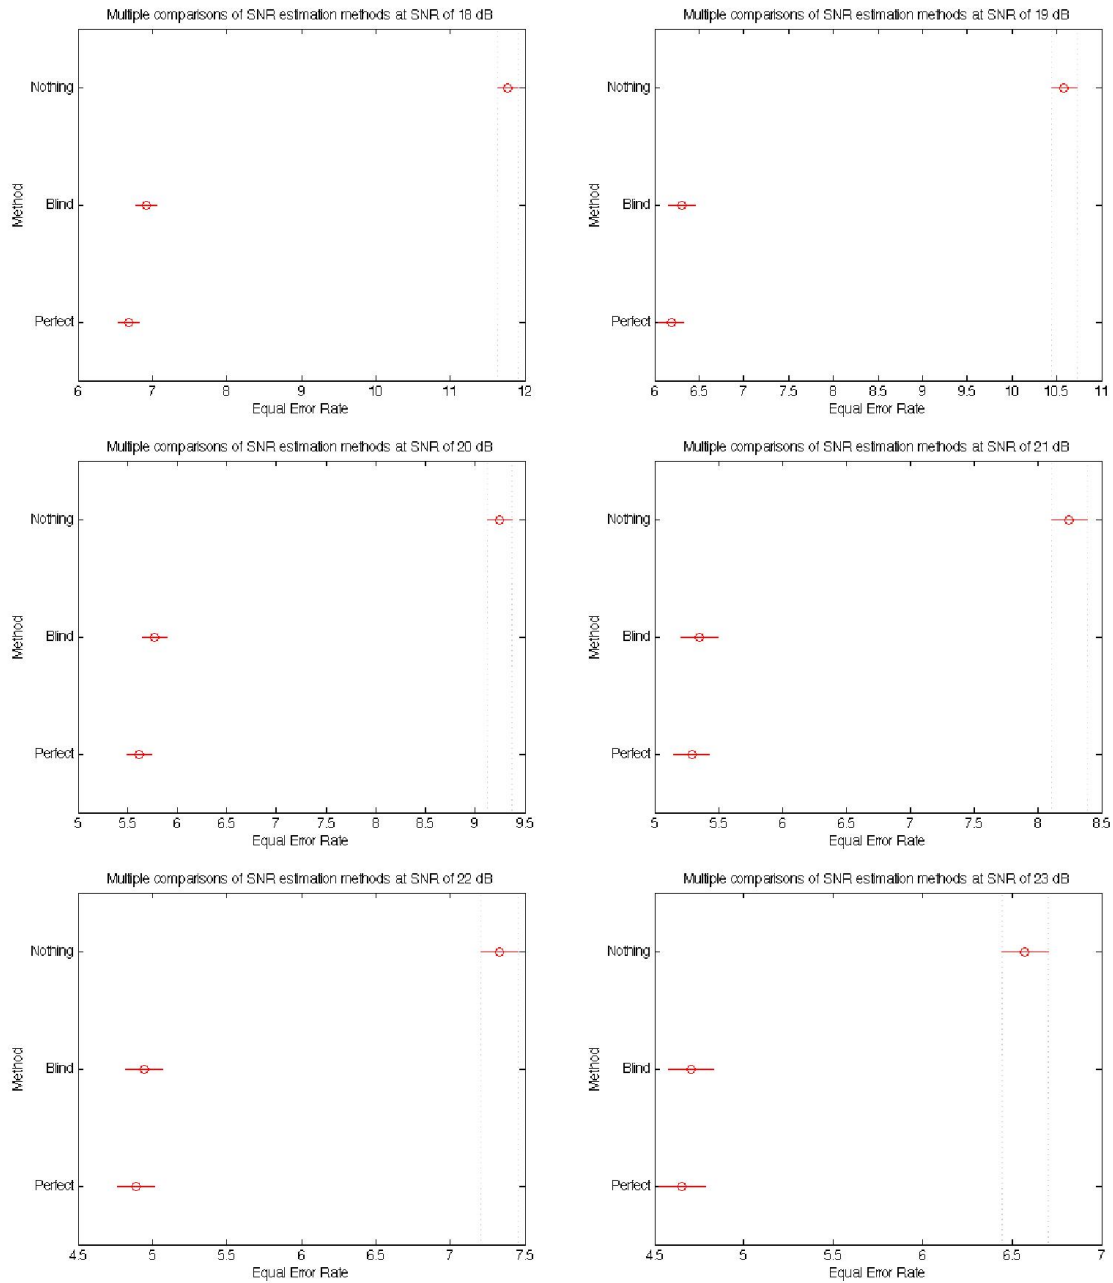 Multiple comparisons of SNR estimation methods at SNR of 18 dB
Nothing
Blind
Perfect
Method
6 7 8 9 10 11 12
Equal Error Rate
Multiple comparisons of SNR estimation methods at SNR of 19 dB
Nothing
Blind
Perfect
Method
6 6.5 7 7.5 8 8.5 9 9.5 10 10.5 11
Equal Error Rate
Multiple comparisons of SNR estimation methods at SNR of 20 dB
Nothing
Blind
Perfect
Method
5 5.5 6 6.5 7 7.5 8 8.5 9 9.5
Equal Error Rate
Multiple comparisons of SNR estimation methods at SNR of 21 dB
Nothing
Blind
Perfect
Method
5 5.5 6 6.5 7 7.5 8 8.5
Equal Error Rate
Multiple comparisons of SNR estimation methods at SNR of 22 dB
Nothing
Blind
Perfect
Method
4.5 5 5.5 6 6.5 7 7.5
Equal Error Rate
Multiple comparisons of SNR estimation methods at SNR of 23 dB
Nothing
Blind
Perfect
Method
4.5 5 5.5 6 6.5 7
Equal Error Rate